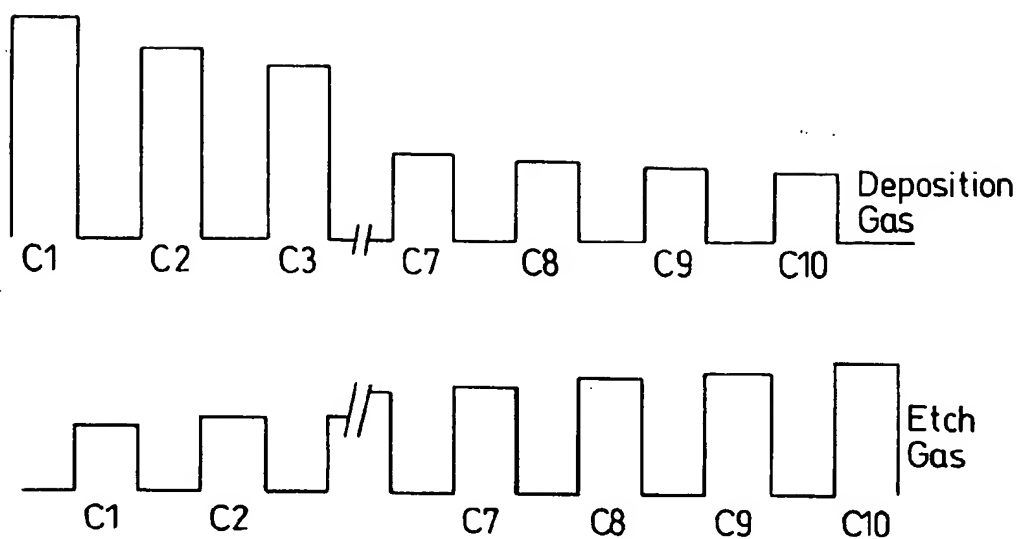 C1 C2 C3 C7 C8 C9 C10
Deposition
Gas
C1 C2 C7 C8 C9 C10
Etch
Gas